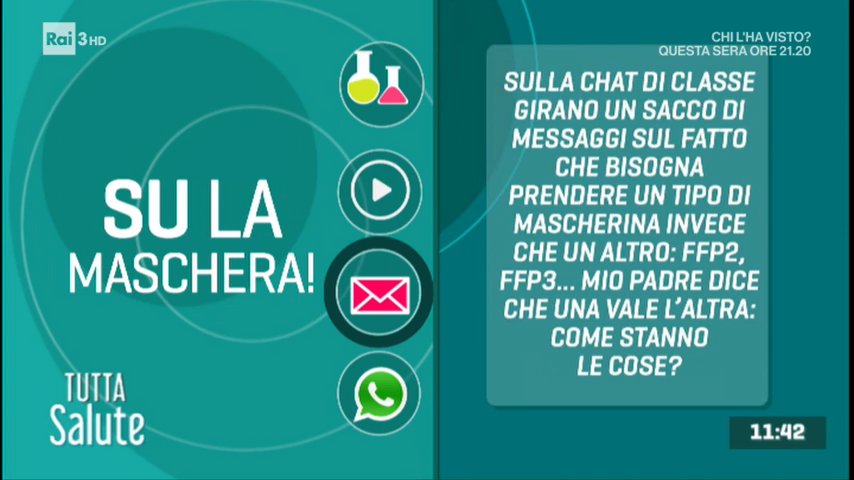 Rai 3HD
CHI L'HA VISTO?
QUESTA SERA ORE 21.20
SU LA
MASCHERA!
TUTTA
Salute
SULLA CHAT DI CLASSE
GIRANO UN SACCO DI
MESSAGGI SUL FATTO
CHE BISOGNA
PRENDERE UN TIPO DI
MASCHERINA INVECE
CHE UN ALTRO: FFP2,
FFP3... MIO PADRE DICE
CHE UNA VALE L'ALTRA:
COME STANNO
LE COSE?
11:42